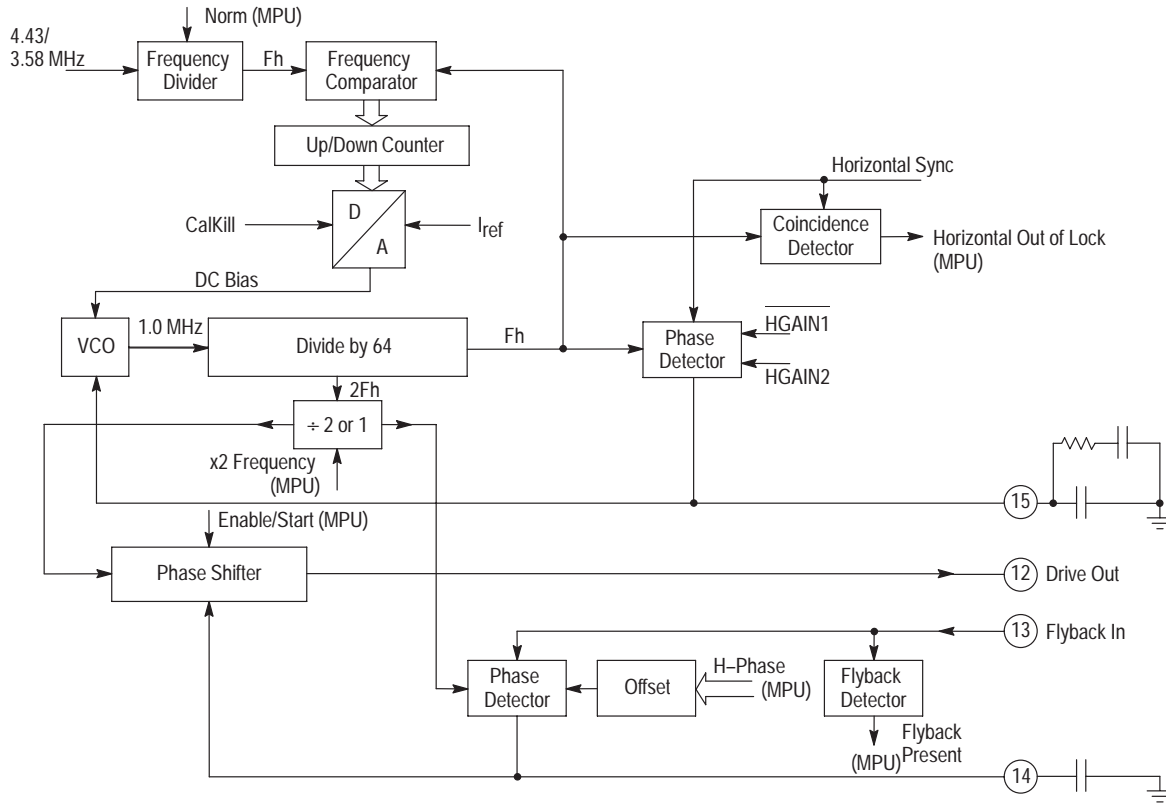 Norm (MPU)
4.43/
3.58 MHz
Frequency
Divider
Fh
Frequency
Comparator
Up/Down Counter
Horizontal Sync
D
A
CalKill
Iref
Coincidence
Detector
Horizontal Out of Lock
(MPU)
DC Bias
VCO
1.0 MHz
Divide by 64
Fh
Phase
Detector
HGAIN1
HGAIN2
2Fh
÷ 2 or 1
x2 Frequency
(MPU)
15
Enable/Start (MPU)
Phase Shifter
12 Drive Out
13 Flyback In
Phase
Detector
Offset
H–Phase
(MPU)
Flyback
Detector
Flyback
Present
(MPU)
14